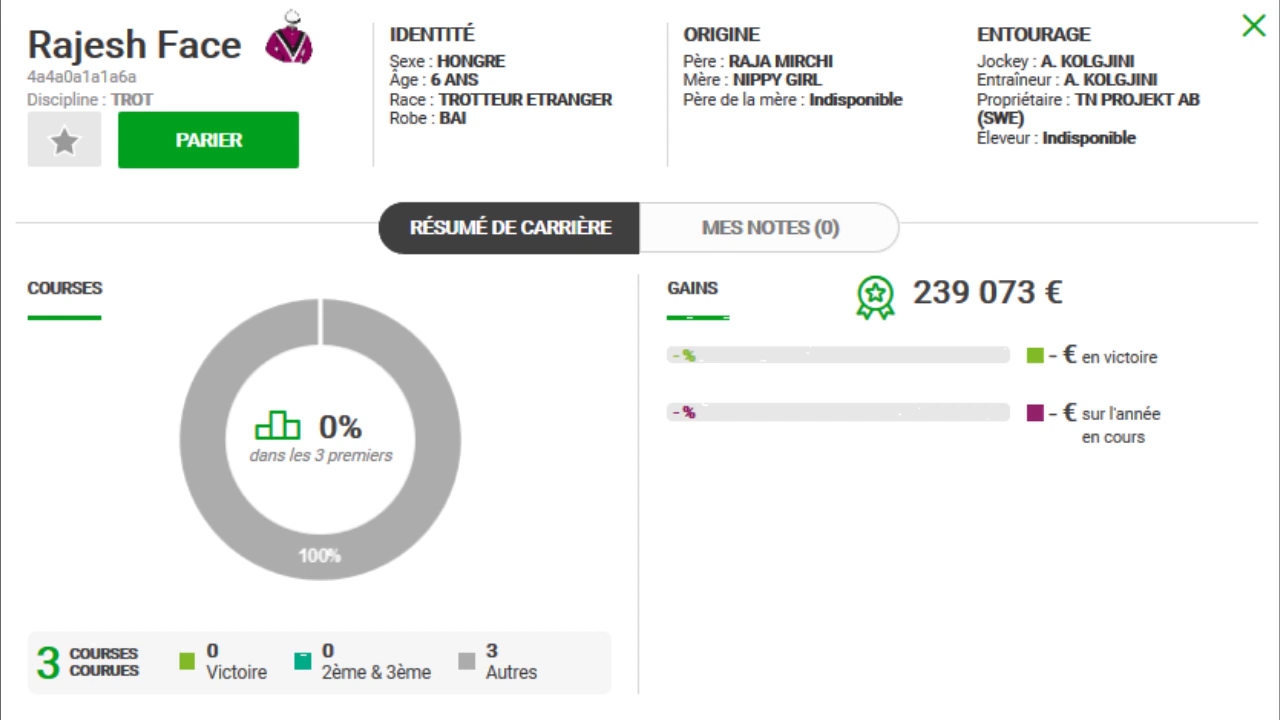 Rajesh Face
4a4a0a1a1a6a
Discipline : TROT
PARIER
IDENTITÉ
Sexe : HONGRE
Âge : 6 ANS
Race : TROTTEUR ETRANGER
Robe : BAI
ORIGINE
Père : RAJA MIRCHI
Mère : NIPPY GIRL
Père de la mère : Indisponible
ENTOURAGE
Jockey : A. KOLGJINI
Entraîneur : A. KOLGJINI
Propriétaire : TN PROJEKT AB
(SWE)
Éleveur : Indisponible
RÉSUMÉ DE CARRIÈRE
MES NOTES (0)
COURSES
0%
dans les 3 premiers
100%
3 COURSES
COURUES
0
Victoire
0
2ème & 3ème
3
Autres
GAINS
239 073 €
- %
- € en victoire
- %
- € sur l'année
en cours